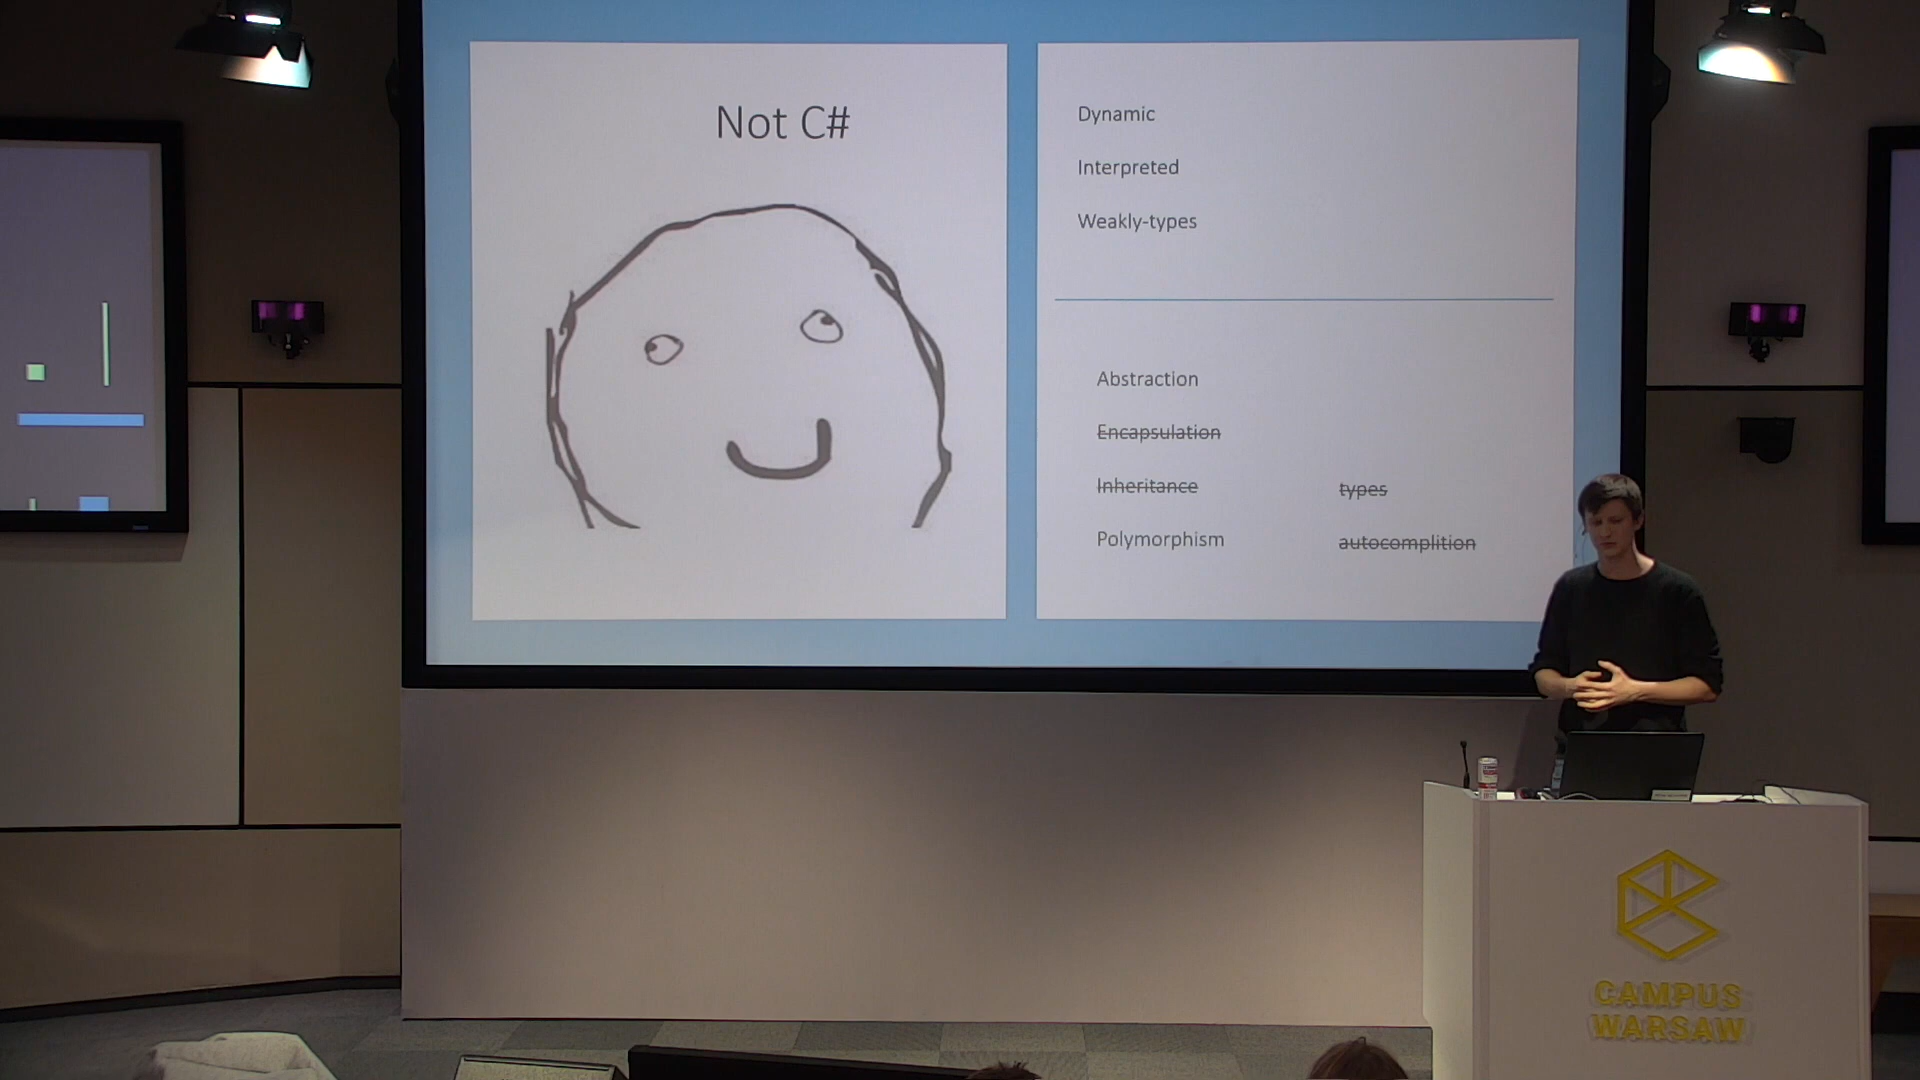 Not C#
Dynamic
Interpreted
Weakly-types
Abstraction
Encapsulation
Inheritance
types
Polymorphism
autocomplition
CAMPUS
WARSAW